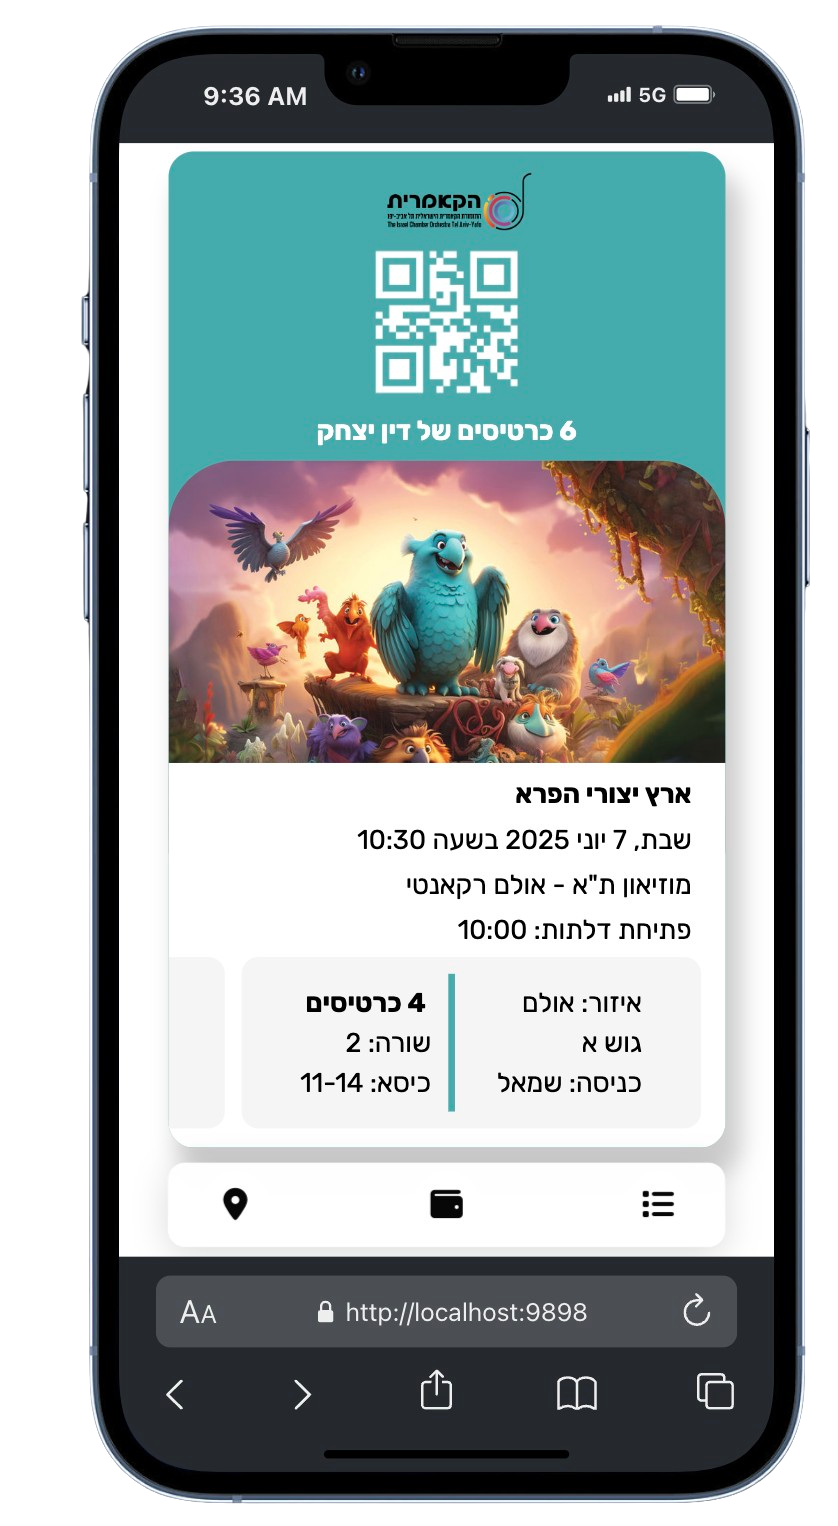 9:36 AM
5G
הקאמרית
התזמורת הקאמרית הישראלית תל אביב-יפו
The Israel Chamber Orchestra Tel Aviv-Yafo
6 כרטיסים של דין יצחק
ארץ יצורי הפרא
שבת, 7 יוני 2025 בשעה 10:30
מוזיאון ת"א - אולם רקאנטי
פתיחת דלתות: 10:00
איזור: אולם
גוש א
כניסה: שמאל
4 כרטיסים
שורה: 2
כיסא: 11-14
AA
http://localhost:9898